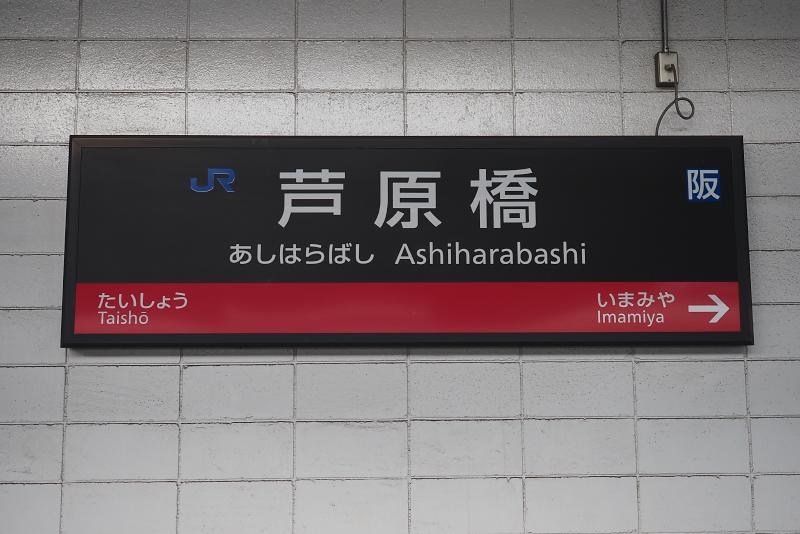 JR 芦原橋 阪
あしはらばし Ashiharabashi
たいしょう いまみや
Taishō Imamiya →